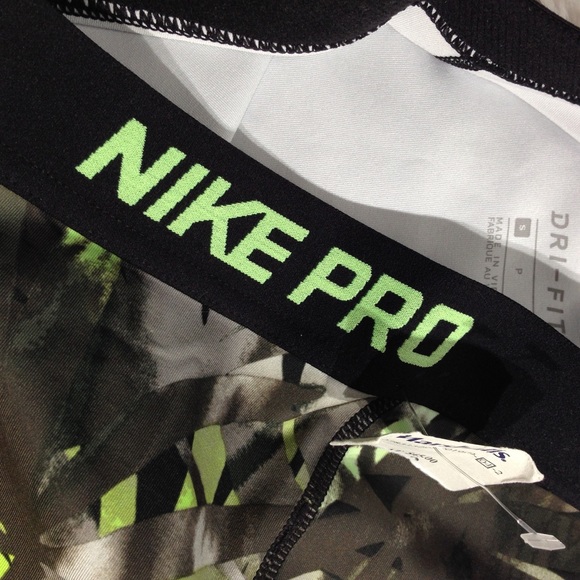 NIKE PRO
DRI-FIT
S P
MADE IN
FABRIQUE AU